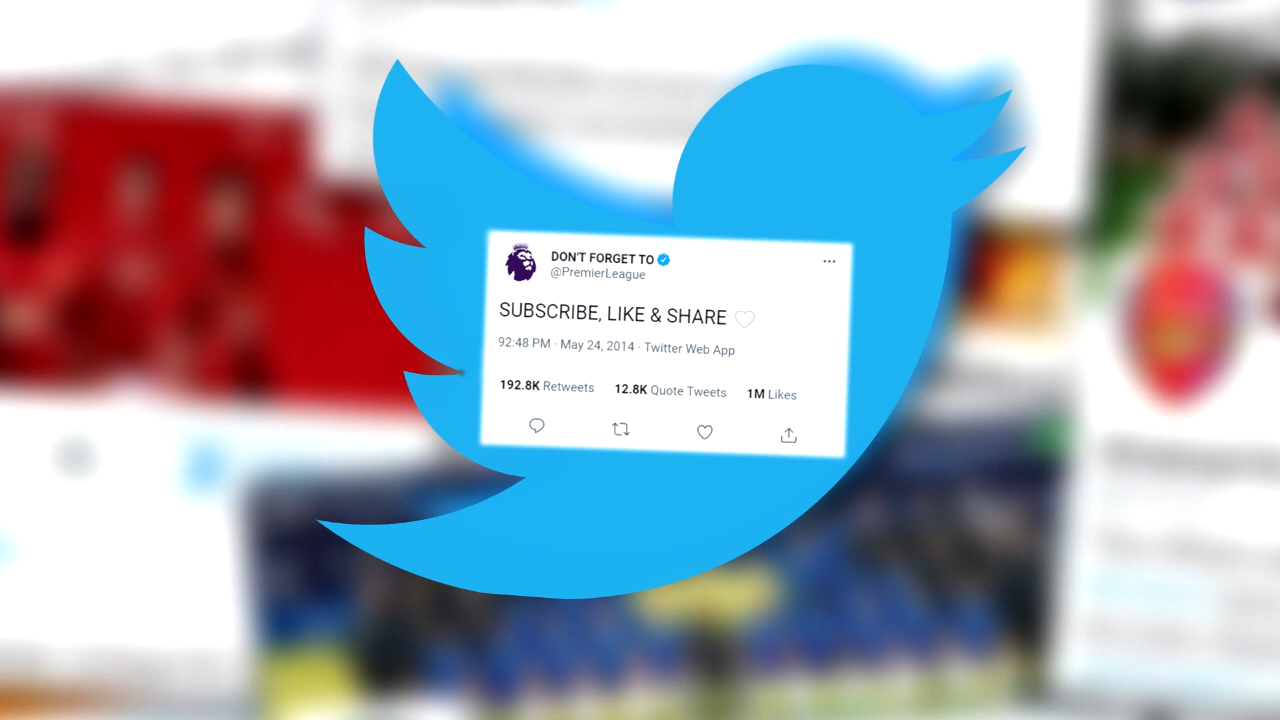 DON'T FORGET TO
@PremierLeague
SUBSCRIBE, LIKE & SHARE 🤍
92:48 PM · May 24, 2014 · Twitter Web App
192.8K Retweets 12.8K Quote Tweets 1M Likes